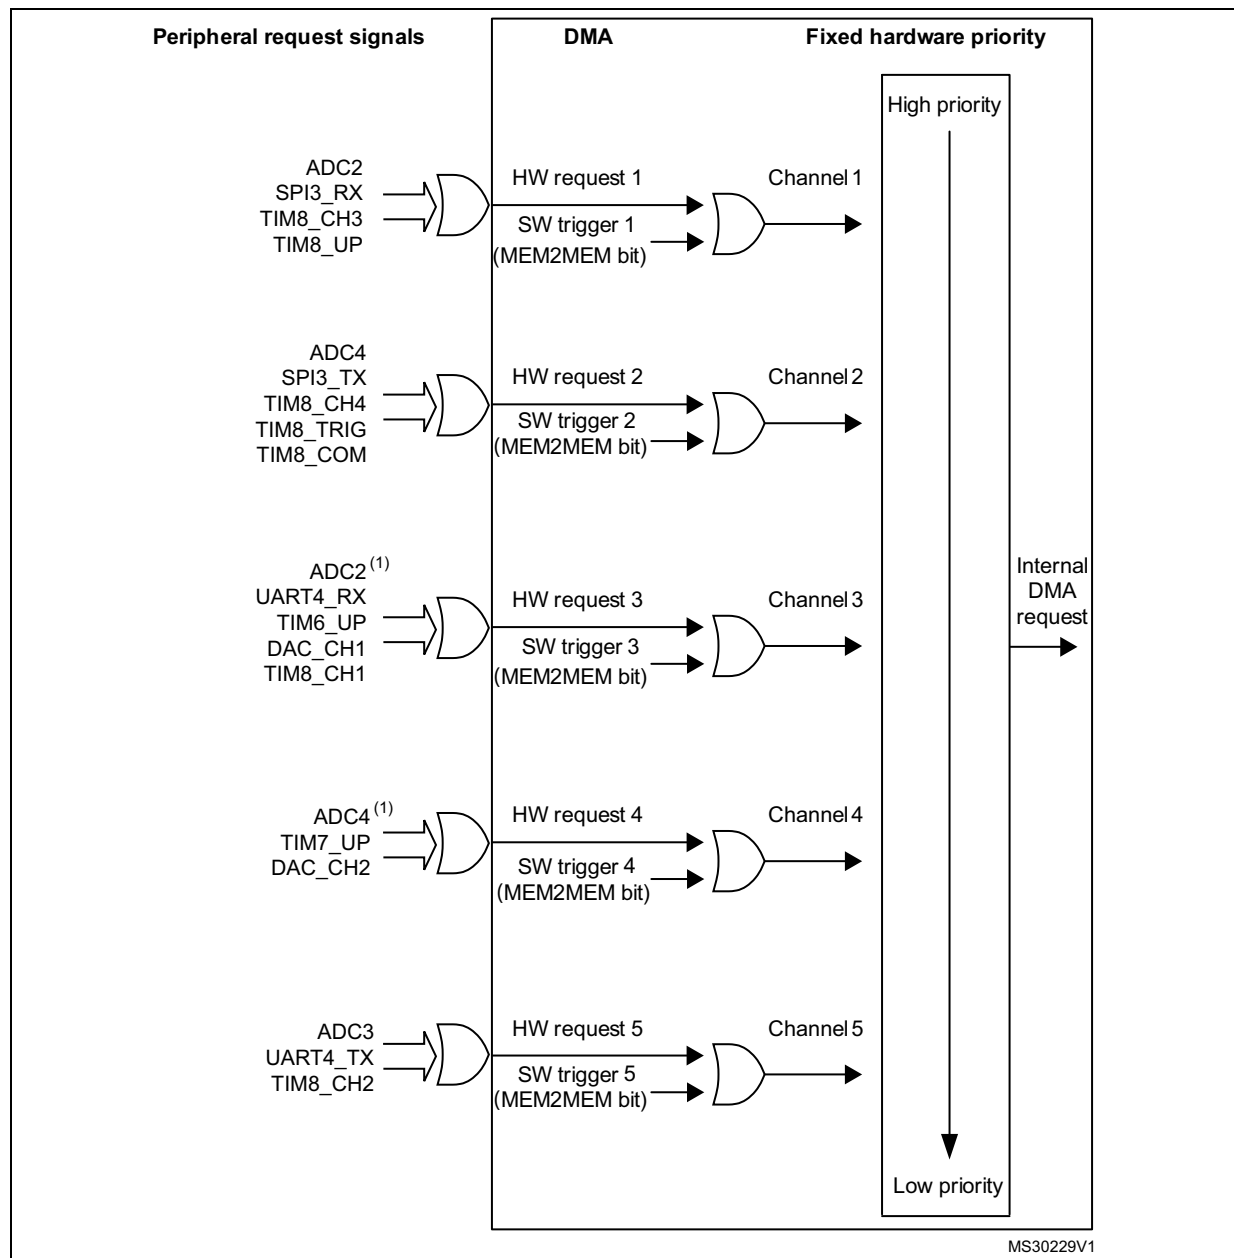 Peripheral request signals
DMA
Fixed hardware priority
High priority
ADC2
SPI3_RX
TIM8_CH3
TIM8_UP
HW request 1
SW trigger 1
(MEM2MEM bit)
Channel 1
ADC4
SPI3_TX
TIM8_CH4
TIM8_TRIG
TIM8_COM
HW request 2
SW trigger 2
(MEM2MEM bit)
Channel 2
ADC2 (1)
UART4_RX
TIM6_UP
DAC_CH1
TIM8_CH1
HW request 3
SW trigger 3
(MEM2MEM bit)
Channel 3
Internal
DMA
request
ADC4 (1)
TIM7_UP
DAC_CH2
HW request 4
SW trigger 4
(MEM2MEM bit)
Channel 4
ADC3
UART4_TX
TIM8_CH2
HW request 5
SW trigger 5
(MEM2MEM bit)
Channel 5
Low priority
MS30229V1